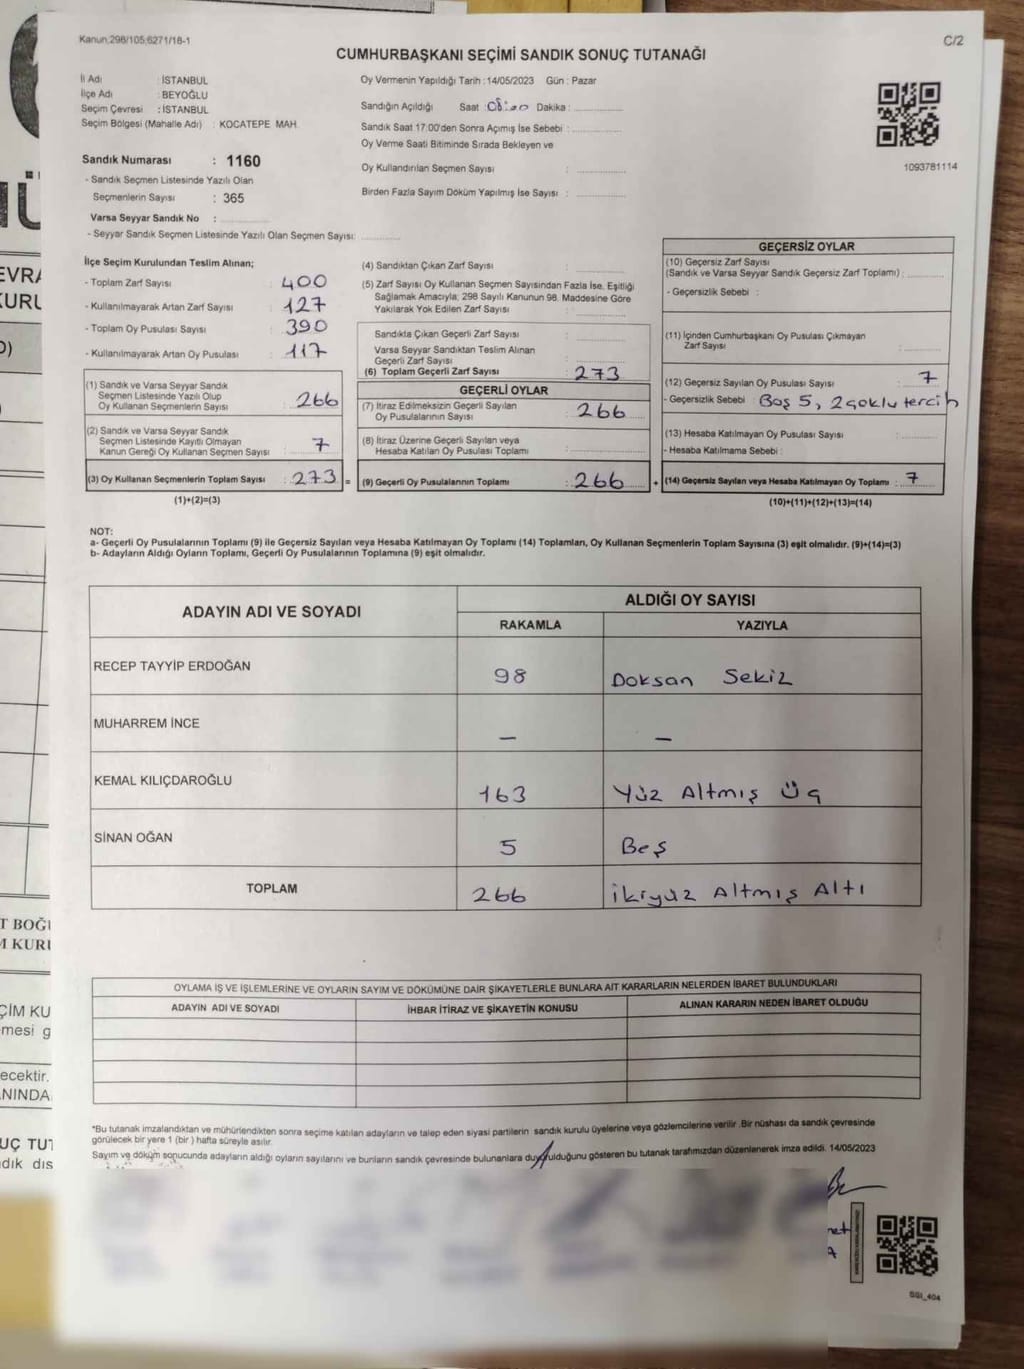 Kanun.298/105,6271/18-1
C/2
CUMHURBAŞKANI SEÇİMİ SANDIK SONUÇ TUTANAĞI
İl Adı : İSTANBUL
İlçe Adı : BEYOĞLU
Seçim Çevresi : İSTANBUL
Seçim Bölgesi (Mahalle Adı) : KOCATEPE MAH.
Sandık Numarası : 1160
- Sandık Seçmen Listesinde Yazılı Olan
Seçmenlerin Sayısı : 365
Varsa Seyyar Sandık No :
- Seyyar Sandık Seçmen Listesinde Yazılı Olan Seçmen Sayısı:
Oy Vermenin Yapıldığı Tarih : 14/05/2023 Gün : Pazar
Sandığın Açıldığı Saat : 08:00 Dakika :
Sandık Saat 17:00'den Sonra Açımış İse Sebebi :
Oy Verme Saati Bitiminde Sırada Bekleyen ve
Oy Kullandırılan Seçmen Sayısı :
Birden Fazla Sayım Döküm Yapılmış İse Sayısı :
1093781114
İlçe Seçim Kurulundan Teslim Alınan;
- Toplam Zarf Sayısı : 400
- Kullanılmayarak Artan Zarf Sayısı : 127
- Toplam Oy Pusulası Sayısı : 390
- Kullanılmayarak Artan Oy Pusulası : 117
(1) Sandık ve Varsa Seyyar Sandık
Seçmen Listesinde Yazılı Olup
Oy Kullanan Seçmenlerin Sayısı : 266
(2) Sandık ve Varsa Seyyar Sandık
Seçmen Listesinde Kayıtlı Olmayan
Kanun Gereği Oy Kullanan Seçmen Sayısı : 7
(3) Oy Kullanan Seçmenlerin Toplam Sayısı : 273 =
(1)+(2)=(3)
(4) Sandıktan Çıkan Zarf Sayısı :
(5) Zarf Sayısı Oy Kullanan Seçmen Sayısından Fazla İse, Eşitliği
Sağlamak Amacıyla; 298 Sayılı Kanunun 98. Maddesine Göre
Yakılarak Yok Edilen Zarf Sayısı :
Sandıkta Çıkan Geçerli Zarf Sayısı :
Varsa Seyyar Sandıktan Teslim Alınan
Geçerli Zarf Sayısı :
(6) Toplam Geçerli Zarf Sayısı : 273
GEÇERLİ OYLAR
(7) İtiraz Edilmeksizin Geçerli Sayılan
Oy Pusulalarının Sayısı : 266
(8) İtiraz Üzerine Geçerli Sayılan veya
Hesaba Katılan Oy Pusulası Toplamı :
(9) Geçerli Oy Pusulalarının Toplamı : 266 +
GEÇERSİZ OYLAR
(10) Geçersiz Zarf Sayısı
(Sandık ve Varsa Seyyar Sandık Geçersiz Zarf Toplamı) :
- Geçersizlik Sebebi :
(11) İçinden Cumhurbaşkanı Oy Pusulası Çıkmayan
Zarf Sayısı :
(12) Geçersiz Sayılan Oy Pusulası Sayısı : 7
- Geçersizlik Sebebi : Boş 5, 2 çoklu tercih
(13) Hesaba Katılmayan Oy Pusulası Sayısı :
- Hesaba Katılmama Sebebi :
(14) Geçersiz Sayılan veya Hesaba Katılmayan Oy Toplamı : 7
(10)+(11)+(12)+(13)=(14)
NOT:
a- Geçerli Oy Pusulalarının Toplamı (9) ile Geçersiz Sayılan veya Hesaba Katılmayan Oy Toplamı (14) Toplamları, Oy Kullanan Seçmenlerin Toplam Sayısına (3) eşit olmalıdır. (9)+(14)=(3)
b- Adayların Aldığı Oyların Toplamı, Geçerli Oy Pusulalarının Toplamına (9) eşit olmalıdır.
ADAYIN ADI VE SOYADI
ALDIĞI OY SAYISI
RAKAMLA YAZIYLA
RECEP TAYYİP ERDOĞAN 98 Doksan Sekiz
MUHARREM İNCE — —
KEMAL KILIÇDAROĞLU 163 Yüz Altmış Üç
SİNAN OĞAN 5 Beş
TOPLAM 266 İkiyüz Altmış Altı
OYLAMA İŞ VE İŞLEMLERİNE VE OYLARIN SAYIM VE DÖKÜMÜNE DAİR ŞİKAYETLERLE BUNLARA AİT KARARLARIN NELERDEN İBARET BULUNDUKLARI
ADAYIN ADI VE SOYADI İHBAR İTİRAZ VE ŞİKAYETİN KONUSU ALINAN KARARIN NEDEN İBARET OLDUĞU
*Bu tutanak imzalandıktan ve mühürlendikten sonra seçime katılan adayların ve talep eden siyasi partilerin sandık kurulu üyelerine veya gözlemcilerine verilir. Bir nüshası da sandık çevresinde
görülecek bir yere 1 (bir) hafta süreyle asılır.
Sayım ve döküm sonucunda adayların aldığı oyların sayılarını ve bunların sandık çevresinde bulunanlara duyurulduğunu gösteren bu tutanak tarafımızdan düzenlenerek imza edildi. 14/05/2023
SGI_404
EVRA
KURU
T BOĞ
M KURU
ÇİM KU
mesi g
ecektir.
ANINDA
UÇ TUT
dık dış